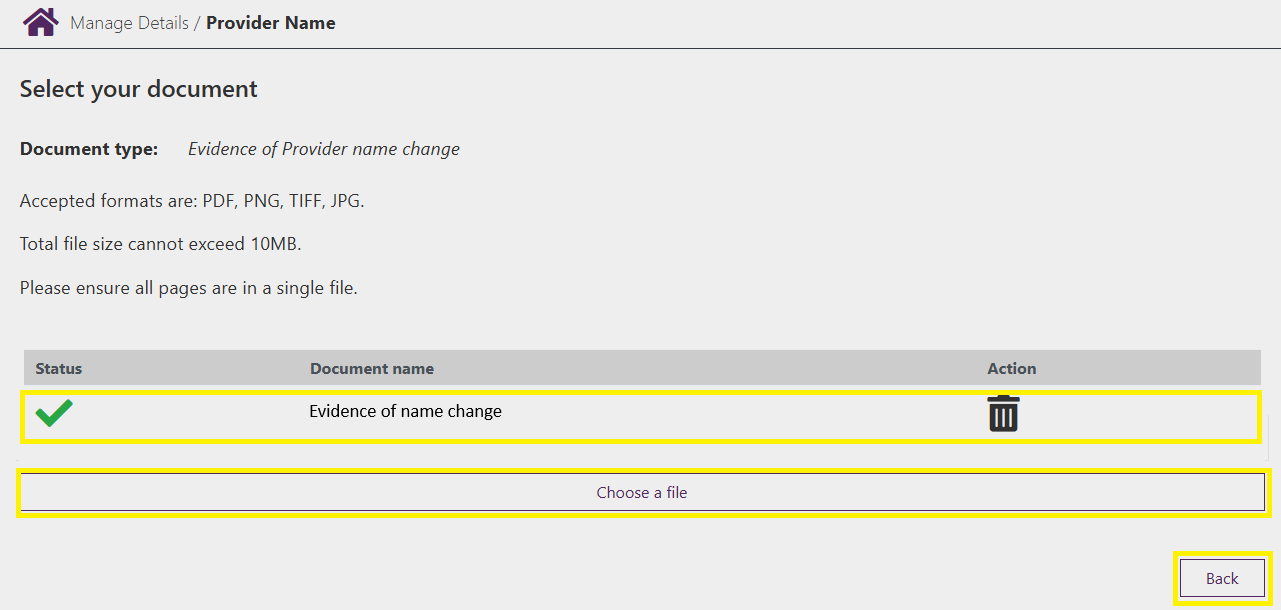 Manage Details / Provider Name
Select your document
Document type: Evidence of Provider name change
Accepted formats are: PDF, PNG, TIFF, JPG.
Total file size cannot exceed 10MB.
Please ensure all pages are in a single file.
Status Document name Action
Evidence of name change
Choose a file
Back